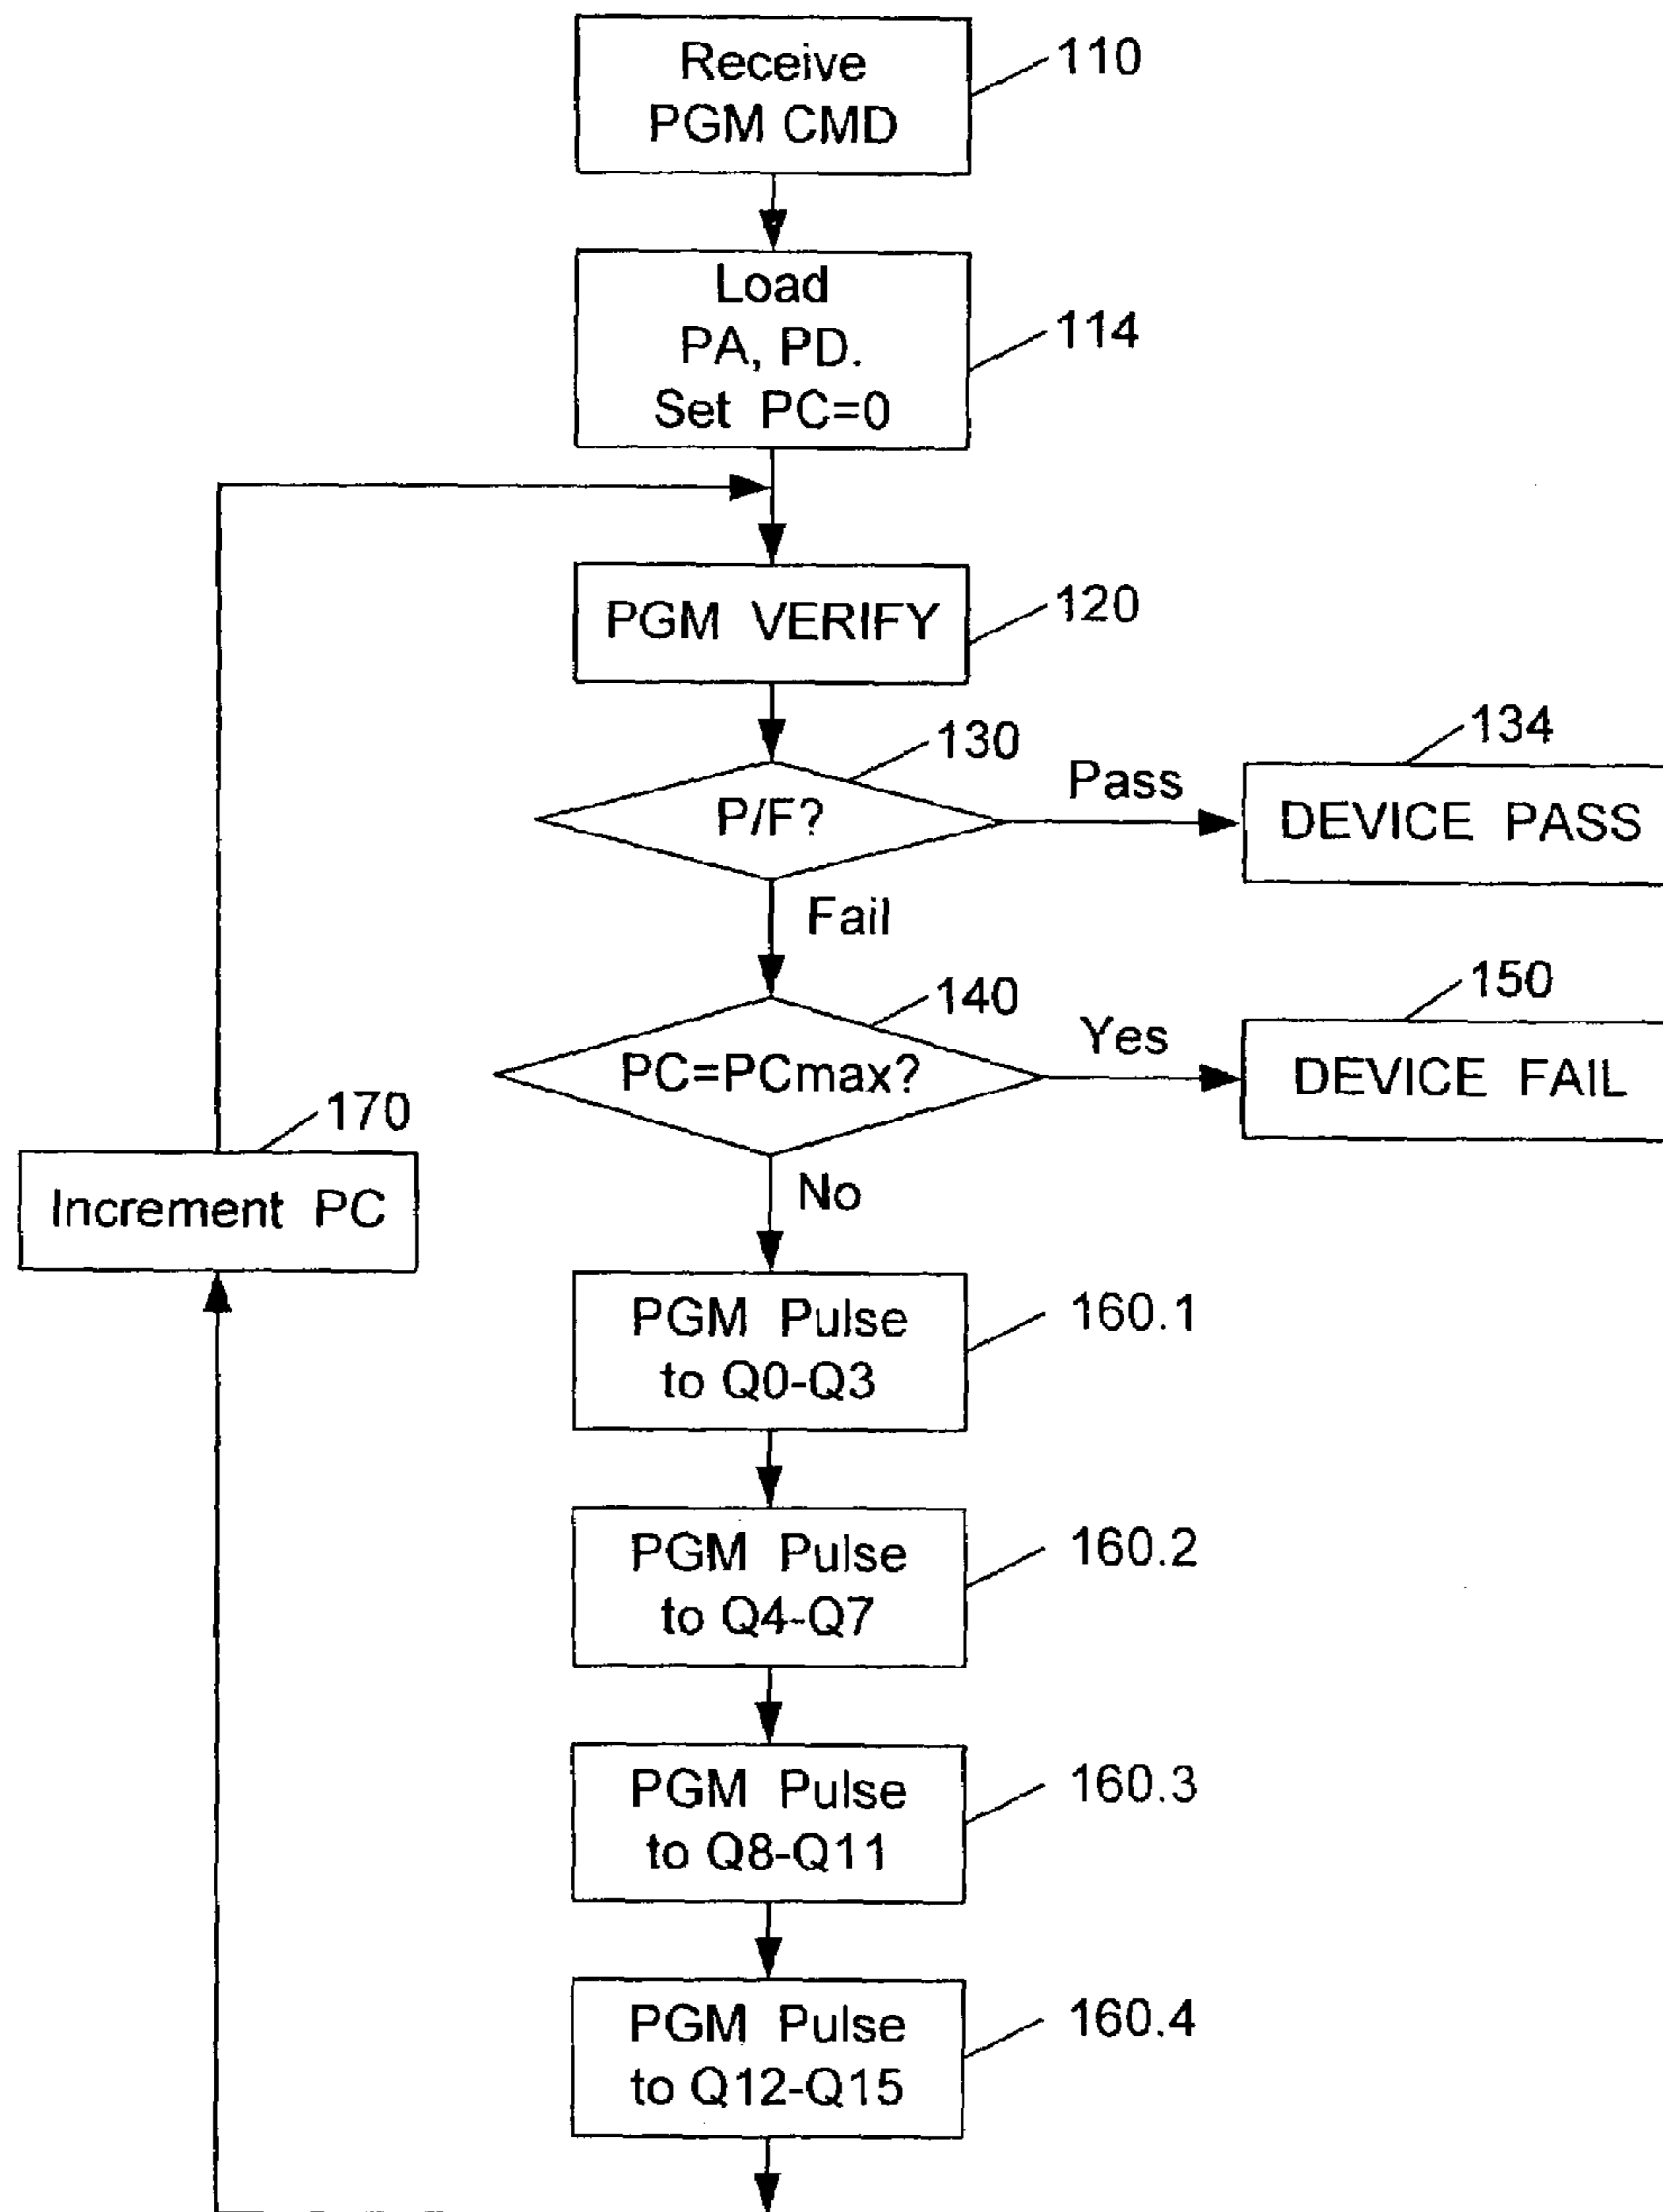 Receive
PGM CMD
110
Load
PA, PD.
Set PC=0
114
PGM VERIFY
120
130
P/F?
Pass
134
DEVICE PASS
Fail
140
PC=PCmax?
Yes
150
DEVICE FAIL
170
Increment PC
No
PGM Pulse
to Q0-Q3
160.1
PGM Pulse
to Q4-Q7
160.2
PGM Pulse
to Q8-Q11
160.3
PGM Pulse
to Q12-Q15
160.4